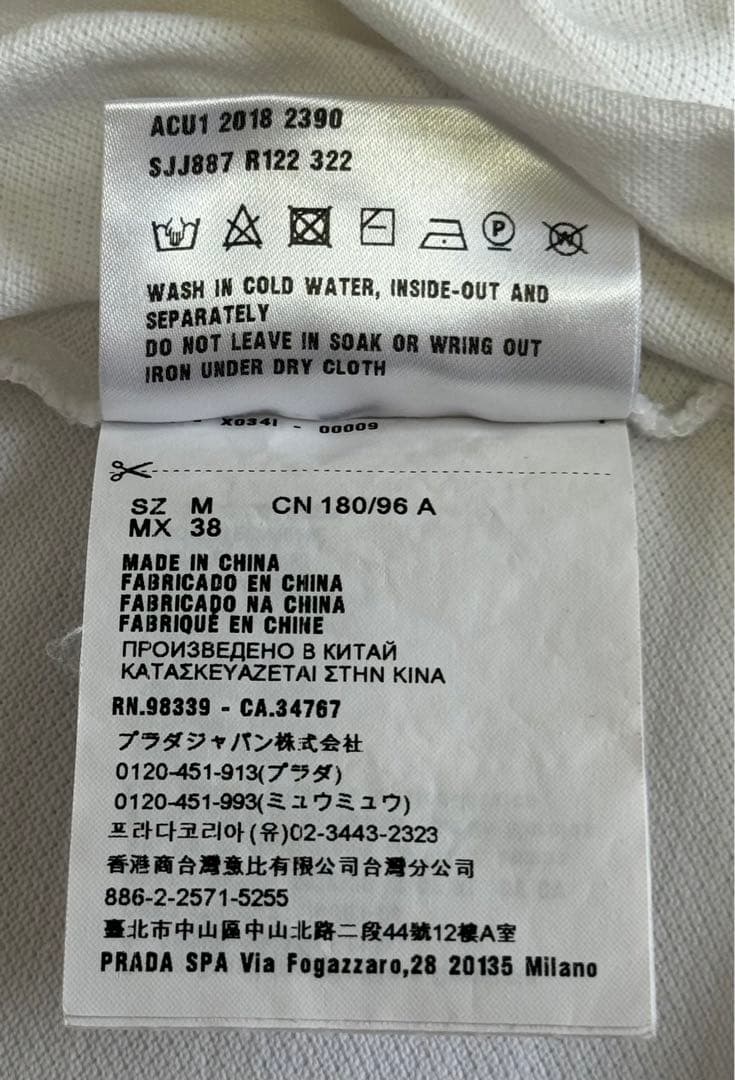 ACU1 2018 2390
SJJ887 R122 322
P
W
WASH IN COLD WATER, INSIDE-OUT AND
SEPARATELY
DO NOT LEAVE IN SOAK OR WRING OUT
IRON UNDER DRY CLOTH
X0341 - 00009
SZ M CN 180/96 A
MX 38
MADE IN CHINA
FABRICADO EN CHINA
FABRICADO NA CHINA
FABRIQUÉ EN CHINE
ПРОИЗВЕДЕНО В КИТАЙ
ΚΑΤΑΣΚΕΥΑΖΕΤΑΙ ΣΤΗΝ ΚΙΝΑ
RN.98339 - CA.34767
プラダジャパン株式会社
0120-451-913(プラダ)
0120-451-993(ミュウミュウ)
프라다코리아(유)02-3443-2323
香港商台灣意比有限公司台灣分公司
886-2-2571-5255
臺北市中山區中山北路二段44號12樓A室
PRADA SPA Via Fogazzaro,28 20135 Milano